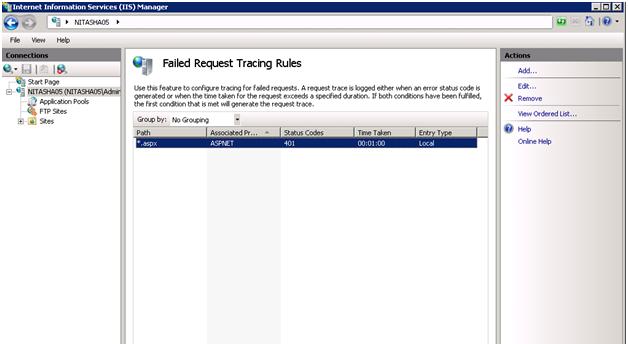 Internet Information Services (IIS) Manager
NITASHA05
File View Help
Connections
Start Page
NITASHA05 (NITASHA05\Admir
Application Pools
FTP Sites
Sites
Failed Request Tracing Rules
Use this feature to configure tracing for failed requests. A request trace is logged either when an error status code is
generated or when the time taken for the request exceeds a specified duration. If both conditions have been fulfilled,
the first condition that is met will generate the request trace.
Group by: No Grouping
Path Associated Pr... Status Codes Time Taken Entry Type
*.aspx ASPNET 401 00:01:00 Local
Actions
Add...
Edit...
Remove
View Ordered List...
Help
Online Help